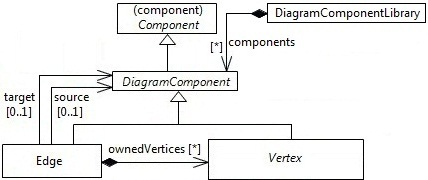 (component)
Component
DiagramComponentLibrary
[*] components
DiagramComponent
target
[0..1]
source
[0..1]
ownedVertices [*]
Edge
Vertex